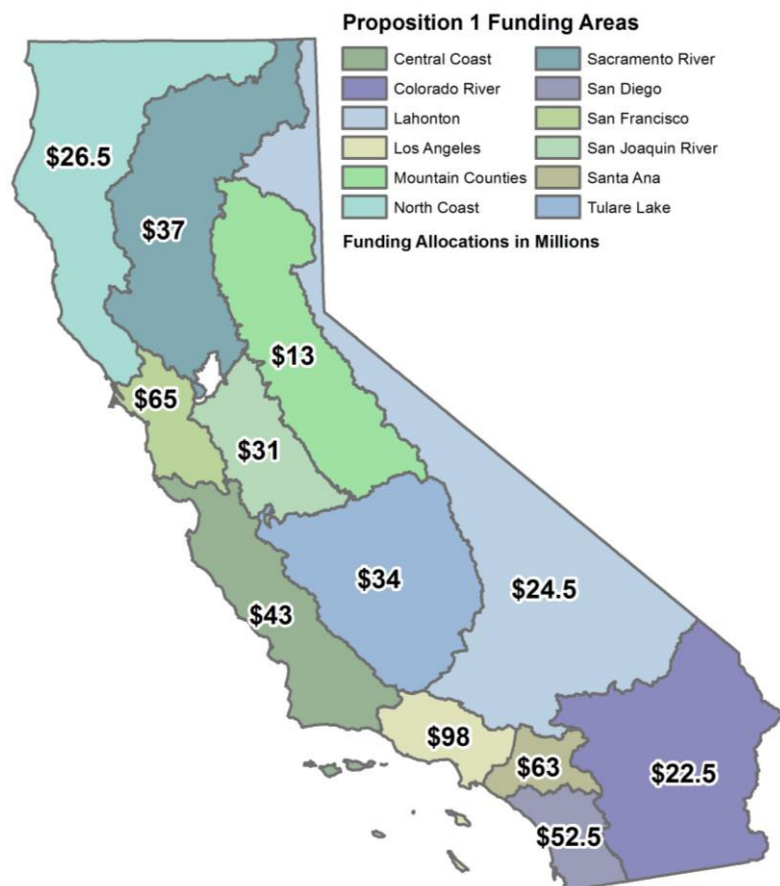 Proposition 1 Funding Areas
Central Coast
Colorado River
Lahonton
Los Angeles
Mountain Counties
North Coast
Sacramento River
San Diego
San Francisco
San Joaquin River
Santa Ana
Tulare Lake
Funding Allocations in Millions
$26.5
$37
$13
$65
$31
$34
$24.5
$43
$98
$63
$22.5
$52.5